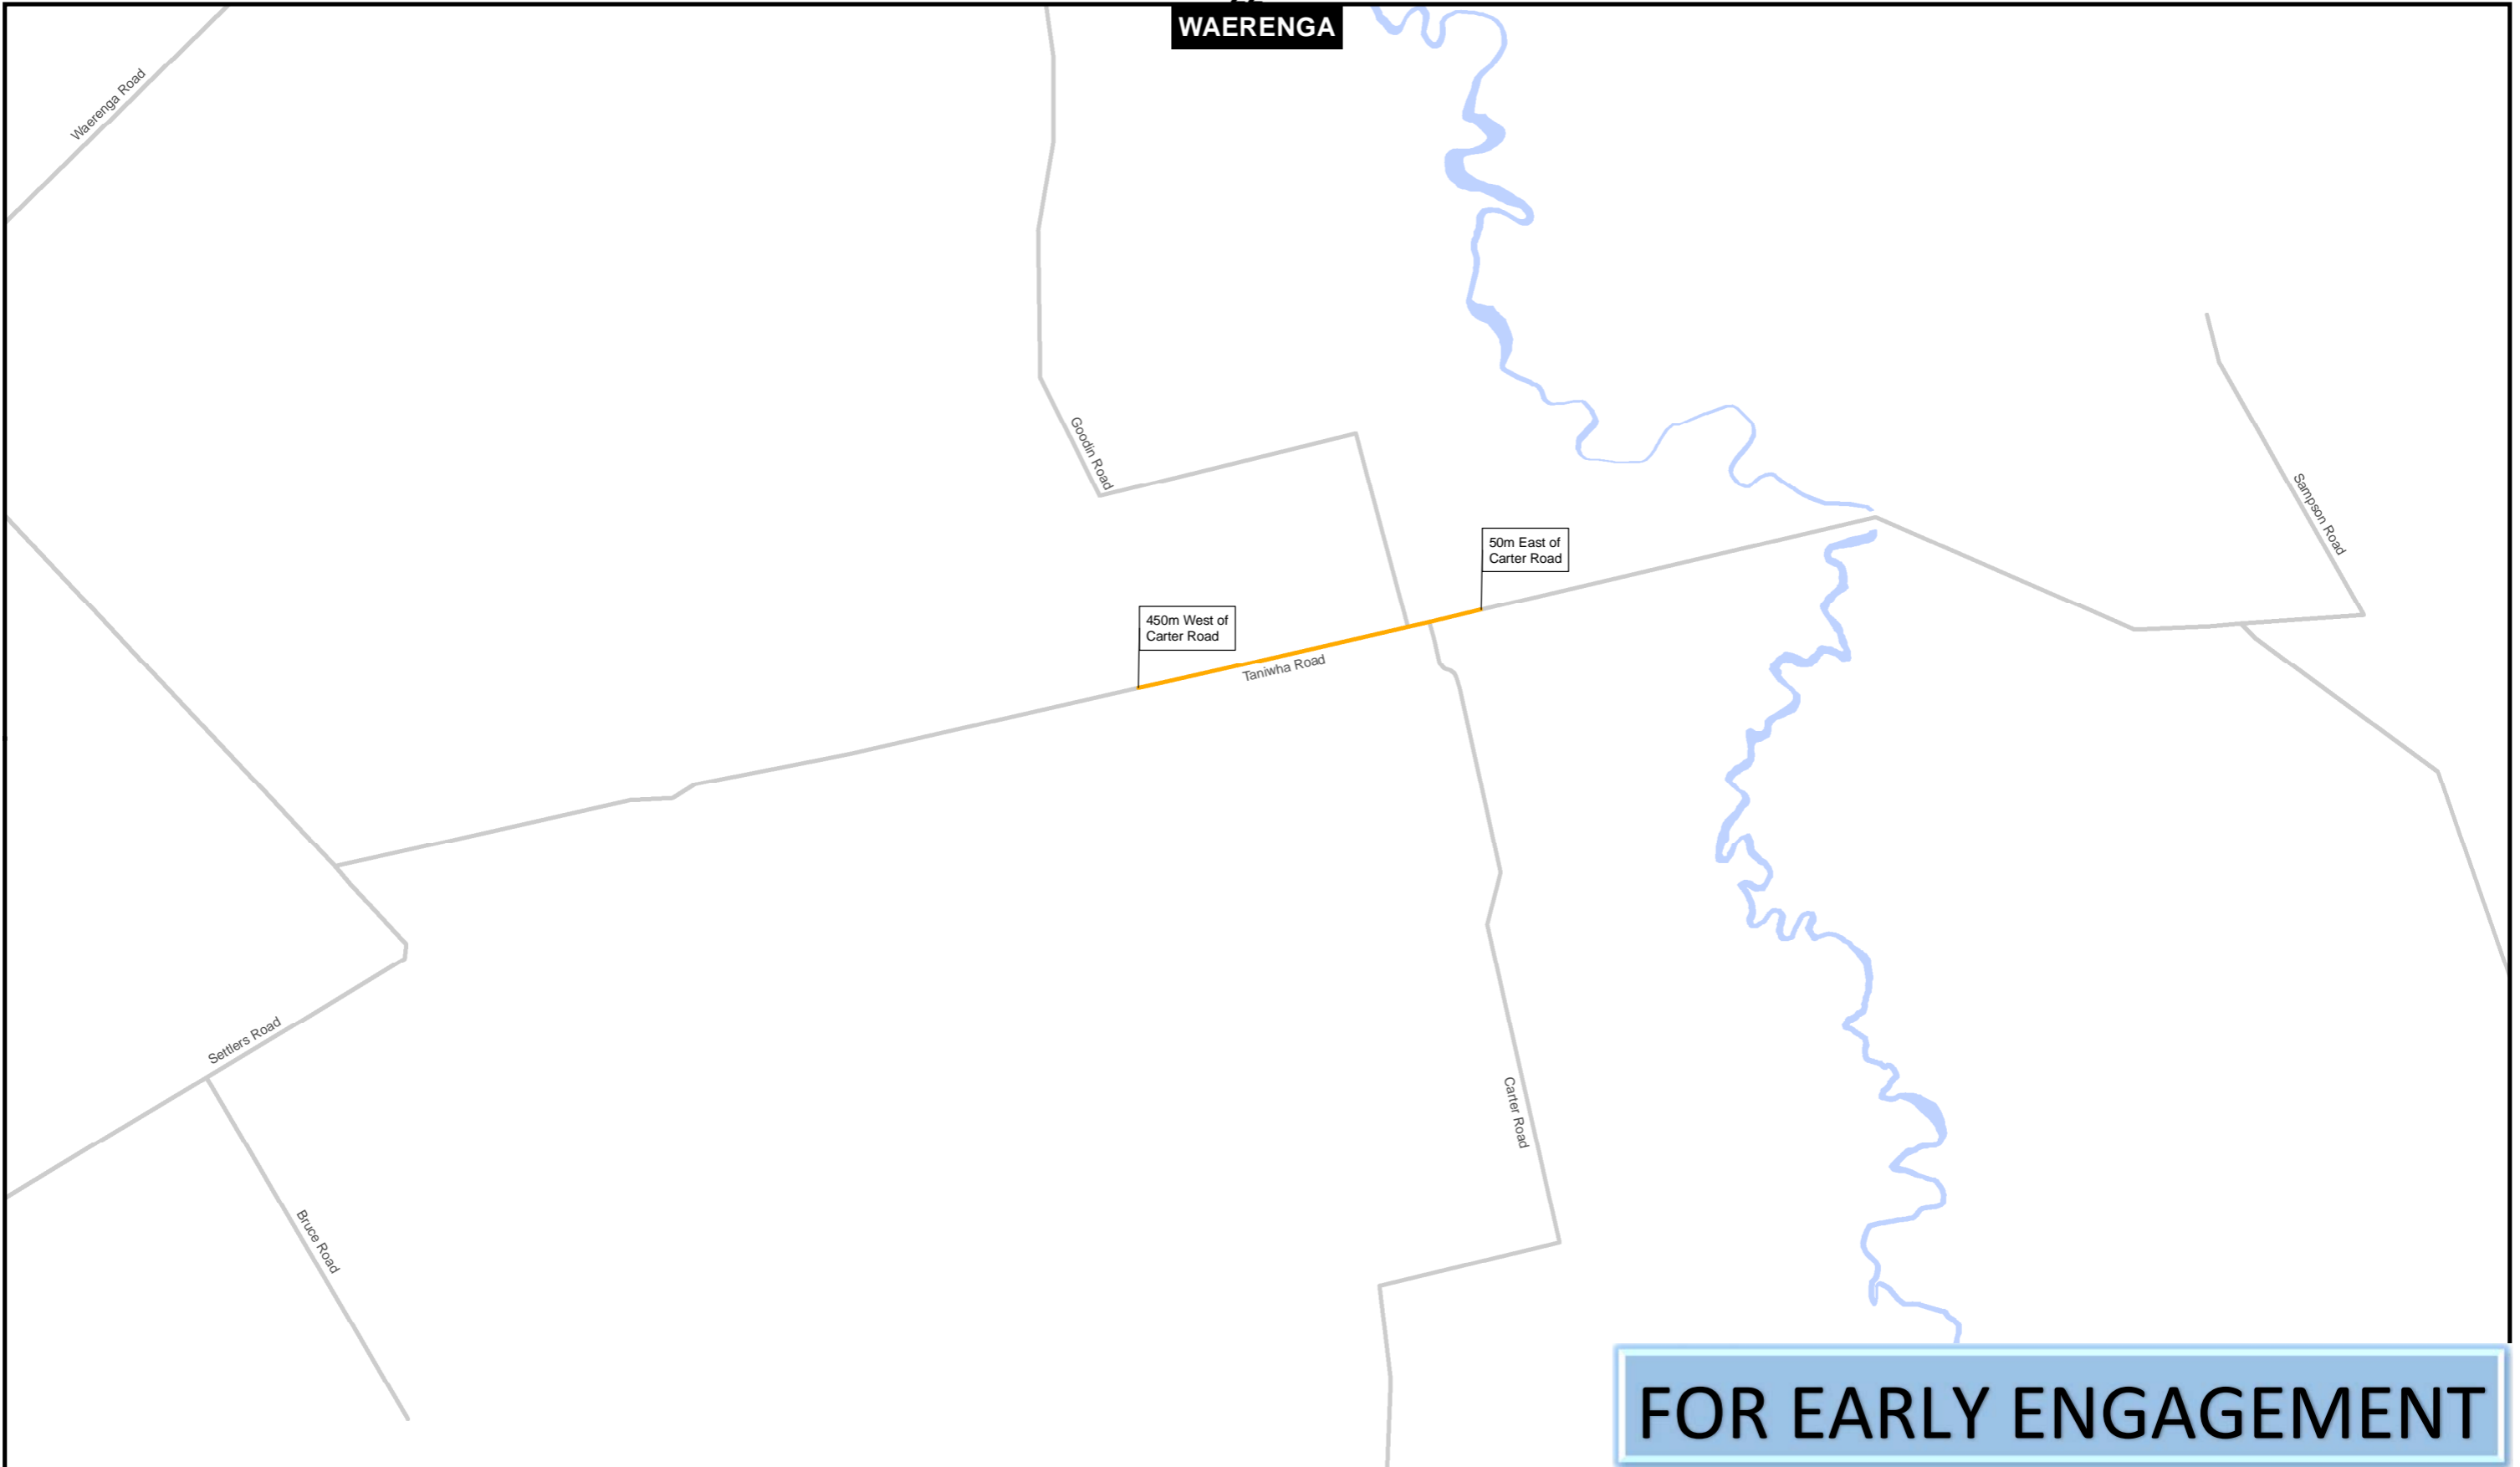 WAERENGA
Waerenga Road
Goodin Road
Sampson Road
50m East of
Carter Road
450m West of
Carter Road
Taniwha Road
Settlers Road
Carter Road
Bruce Road
FOR EARLY ENGAGEMENT